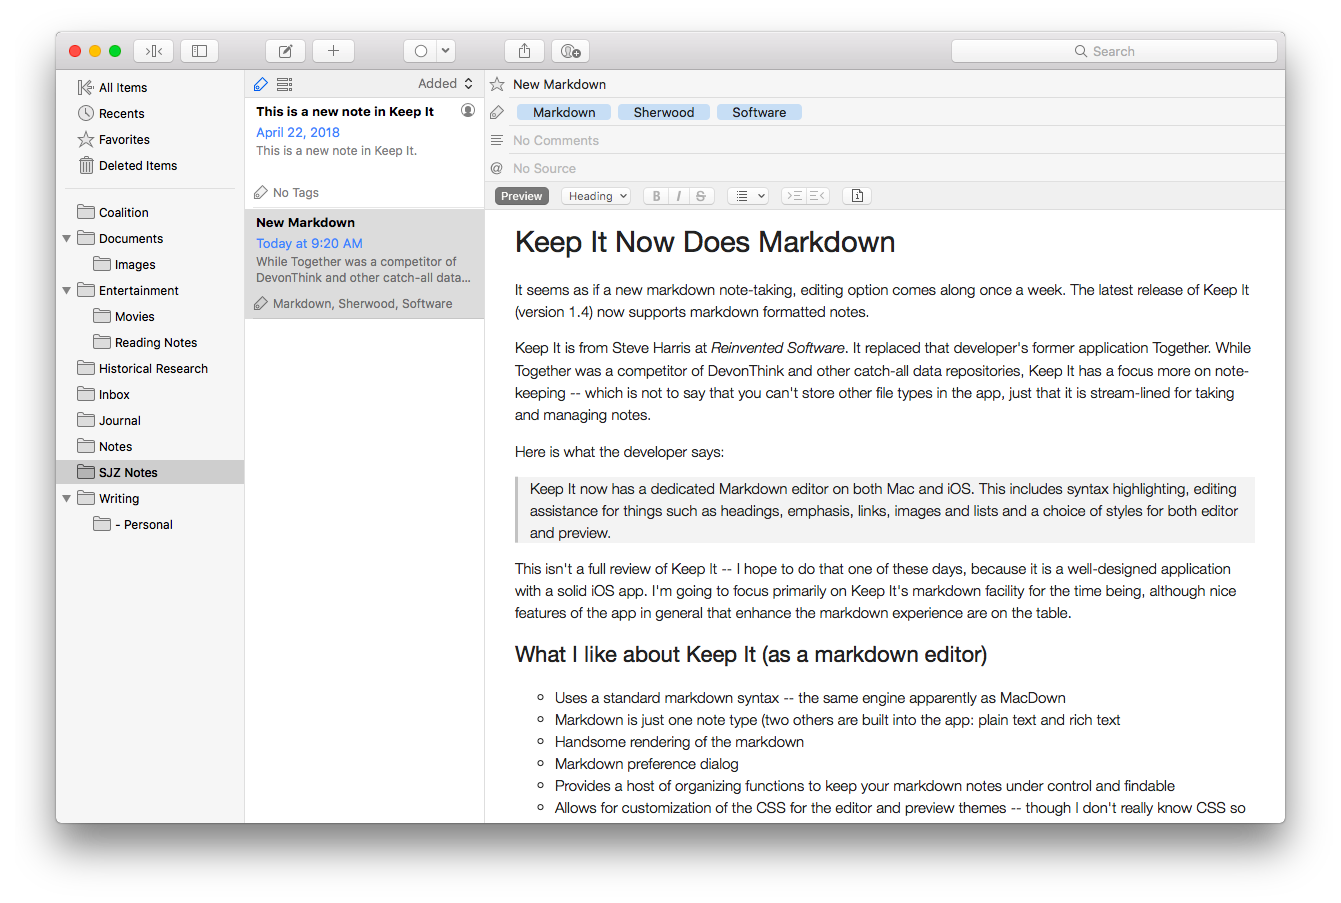 Search
All Items
Recents
Favorites
Deleted Items
Coalition
Documents
Images
Entertainment
Movies
Reading Notes
Historical Research
Inbox
Journal
Notes
SJZ Notes
Writing
- Personal
Added
This is a new note in Keep It
April 22, 2018
This is a new note in Keep It.
No Tags
New Markdown
Today at 9:20 AM
While Together was a competitor of
DevonThink and other catch-all data...
Markdown, Sherwood, Software
New Markdown
Markdown Sherwood Software
No Comments
@ No Source
Preview Heading B I S
Keep It Now Does Markdown
It seems as if a new markdown note-taking, editing option comes along once a week. The latest release of Keep It
(version 1.4) now supports markdown formatted notes.
Keep It is from Steve Harris at Reinvented Software. It replaced that developer's former application Together. While
Together was a competitor of DevonThink and other catch-all data repositories, Keep It has a focus more on note-
keeping -- which is not to say that you can't store other file types in the app, just that it is stream-lined for taking
and managing notes.
Here is what the developer says:
Keep It now has a dedicated Markdown editor on both Mac and iOS. This includes syntax highlighting, editing
assistance for things such as headings, emphasis, links, images and lists and a choice of styles for both editor
and preview.
This isn't a full review of Keep It -- I hope to do that one of these days, because it is a well-designed application
with a solid iOS app. I'm going to focus primarily on Keep It's markdown facility for the time being, although nice
features of the app in general that enhance the markdown experience are on the table.
What I like about Keep It (as a markdown editor)
Uses a standard markdown syntax -- the same engine apparently as MacDown
Markdown is just one note type (two others are built into the app: plain text and rich text
Handsome rendering of the markdown
Markdown preference dialog
Provides a host of organizing functions to keep your markdown notes under control and findable
Allows for customization of the CSS for the editor and preview themes -- though I don't really know CSS so